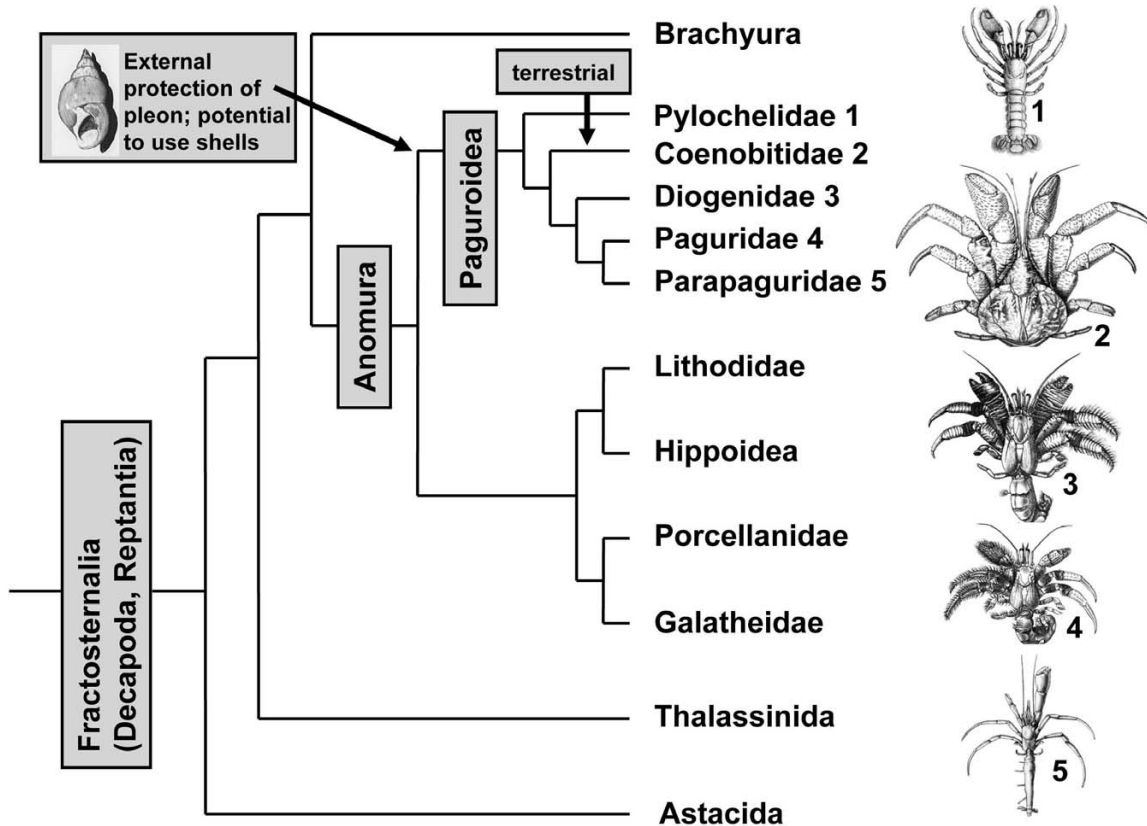 External
protection of
pleon; potential
to use shells
terrestrial
Brachyura
Pylochelidae 1
Coenobitidae 2
Diogenidae 3
Paguridae 4
Parapaguridae 5
Paguroidea
Anomura
Lithodidae
Hippoidea
Porcellanidae
Galatheidae
Fractosternalia
(Decapoda, Reptantia)
Thalassinida
Astacida
1
2
3
4
5